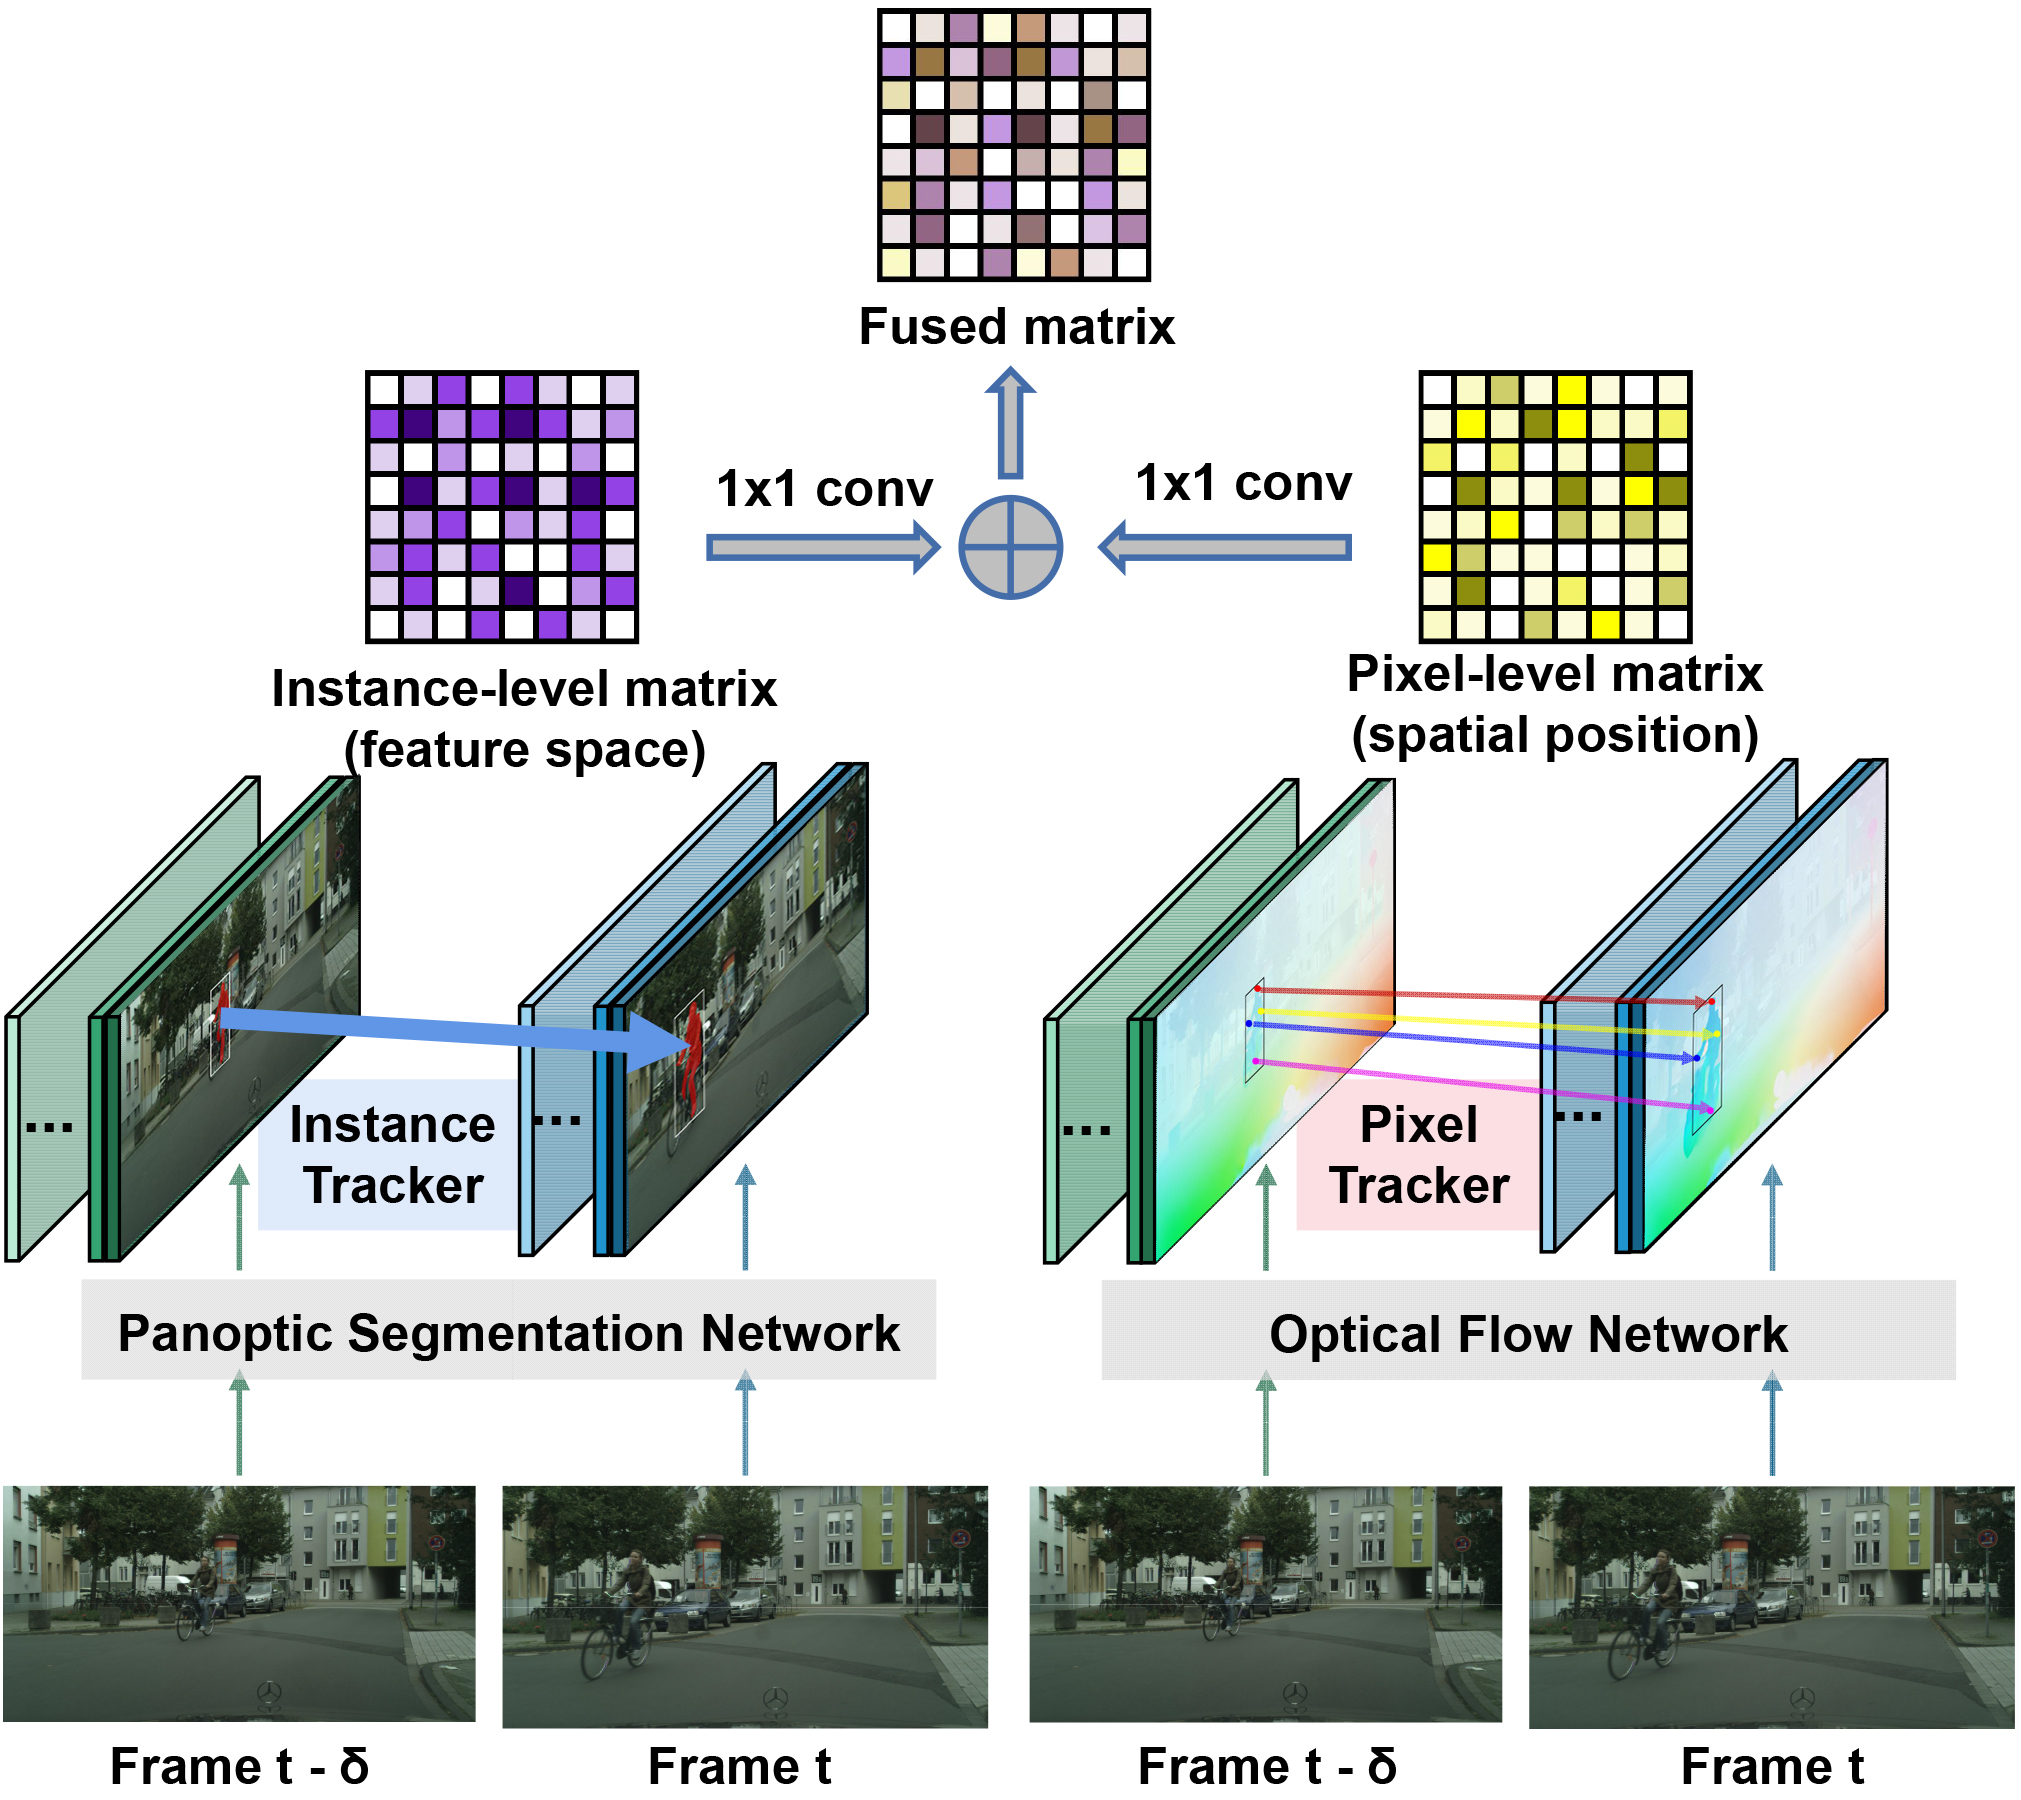 Fused matrix
1x1 conv
1x1 conv
Instance-level matrix
(feature space)
Pixel-level matrix
(spatial position)
...
Instance
Tracker
...
...
Pixel
Tracker
...
Panoptic Segmentation Network
Optical Flow Network
Frame t - δ
Frame t
Frame t - δ
Frame t